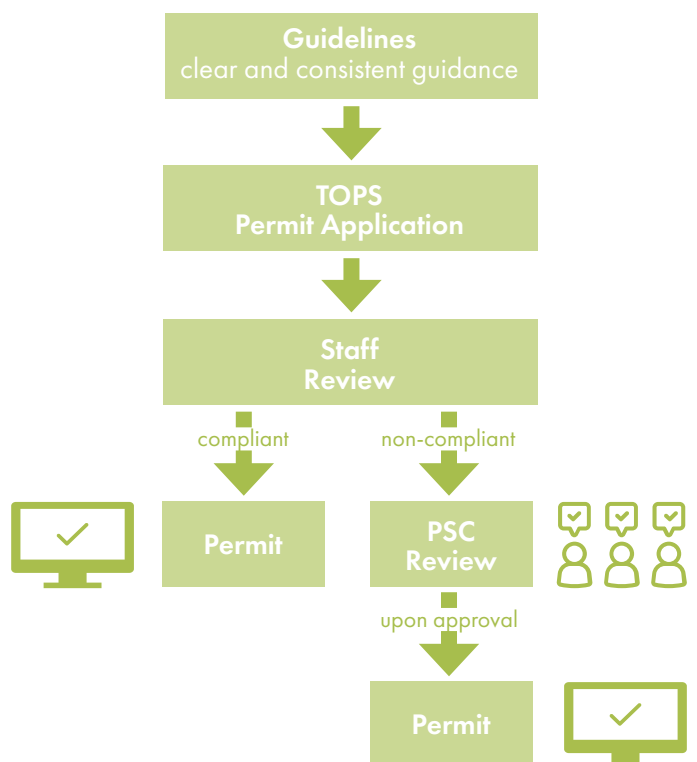 Guidelines
clear and consistent guidance
TOPS
Permit Application
Staff
Review
compliant
non-compliant
Permit
PSC
Review
upon approval
Permit